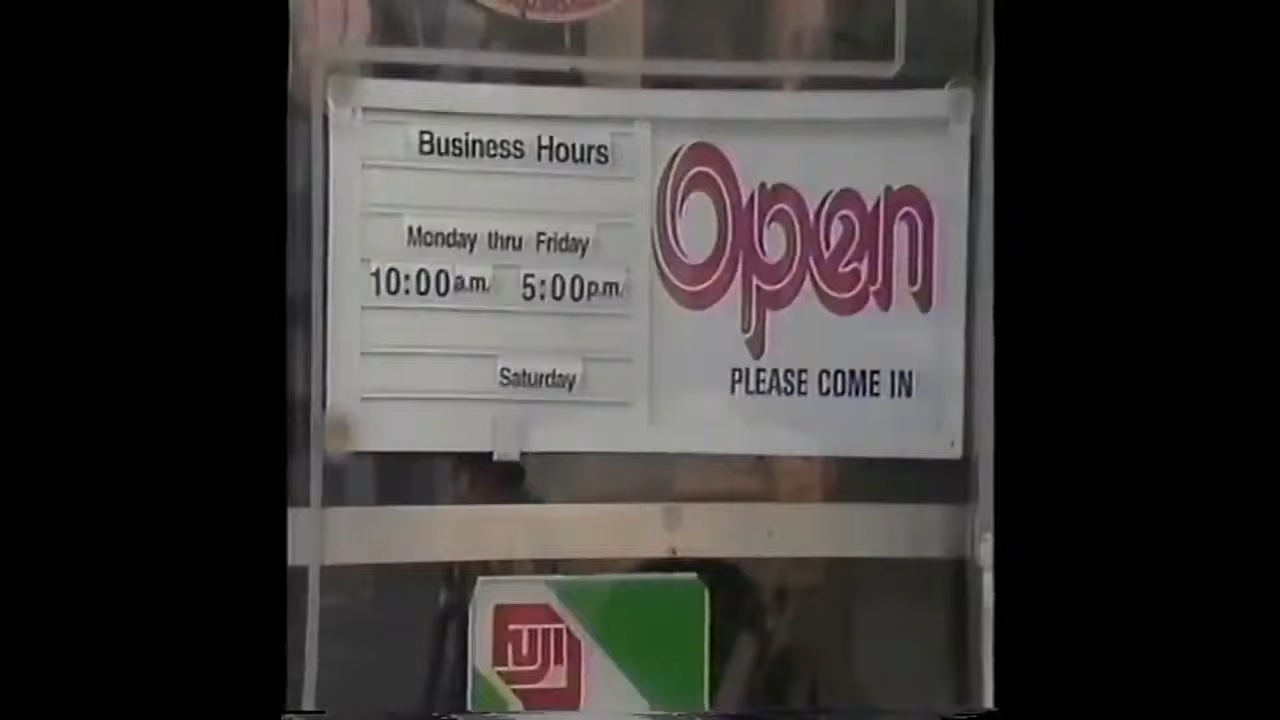 Business Hours
Monday thru Friday
10:00 a.m. 5:00 p.m.
Saturday
Open
PLEASE COME IN
FUJI